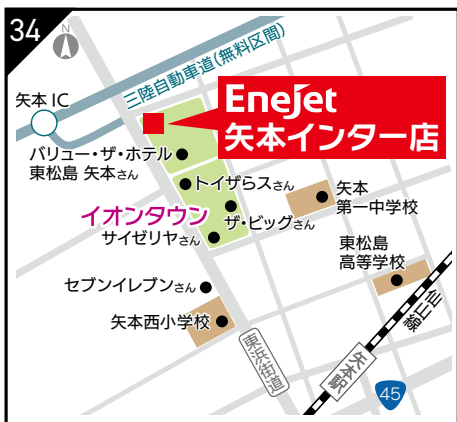 34
N
三陸自動車道(無料区間)
矢本 IC
Enejet
矢本インター店
バリュー・ザ・ホテル
東松島 矢本さん
トイザらスさん
矢本
第一中学校
イオンタウン
ザ・ビッグさん
サイゼリヤさん
東松島
高等学校
セブンイレブンさん
矢本西小学校
仙石線
東浜街道
矢本駅
45